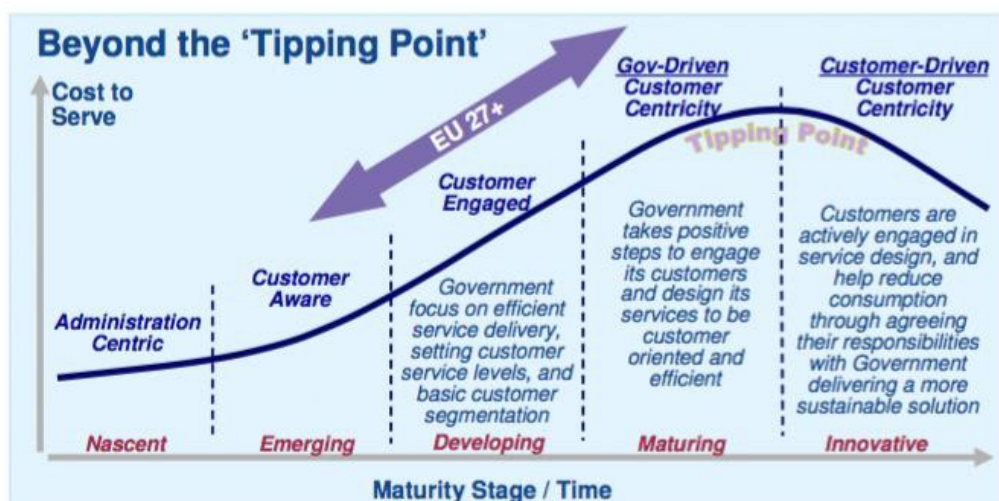 Beyond the ‘Tipping Point’
Cost to
Serve
EU 27+
Gov-Driven
Customer
Centricity
Customer-Driven
Customer
Centricity
Tipping Point
Customer
Engaged
Customer
Aware
Administration
Centric
Government
focus on efficient
service delivery,
setting customer
service levels, and
basic customer
segmentation
Government
takes positive
steps to engage
its customers
and design its
services to be
customer
oriented and
efficient
Customers are
actively engaged in
service design, and
help reduce
consumption
through agreeing
their responsibilities
with Government
delivering a more
sustainable solution
Nascent
Emerging
Developing
Maturing
Innovative
Maturity Stage / Time